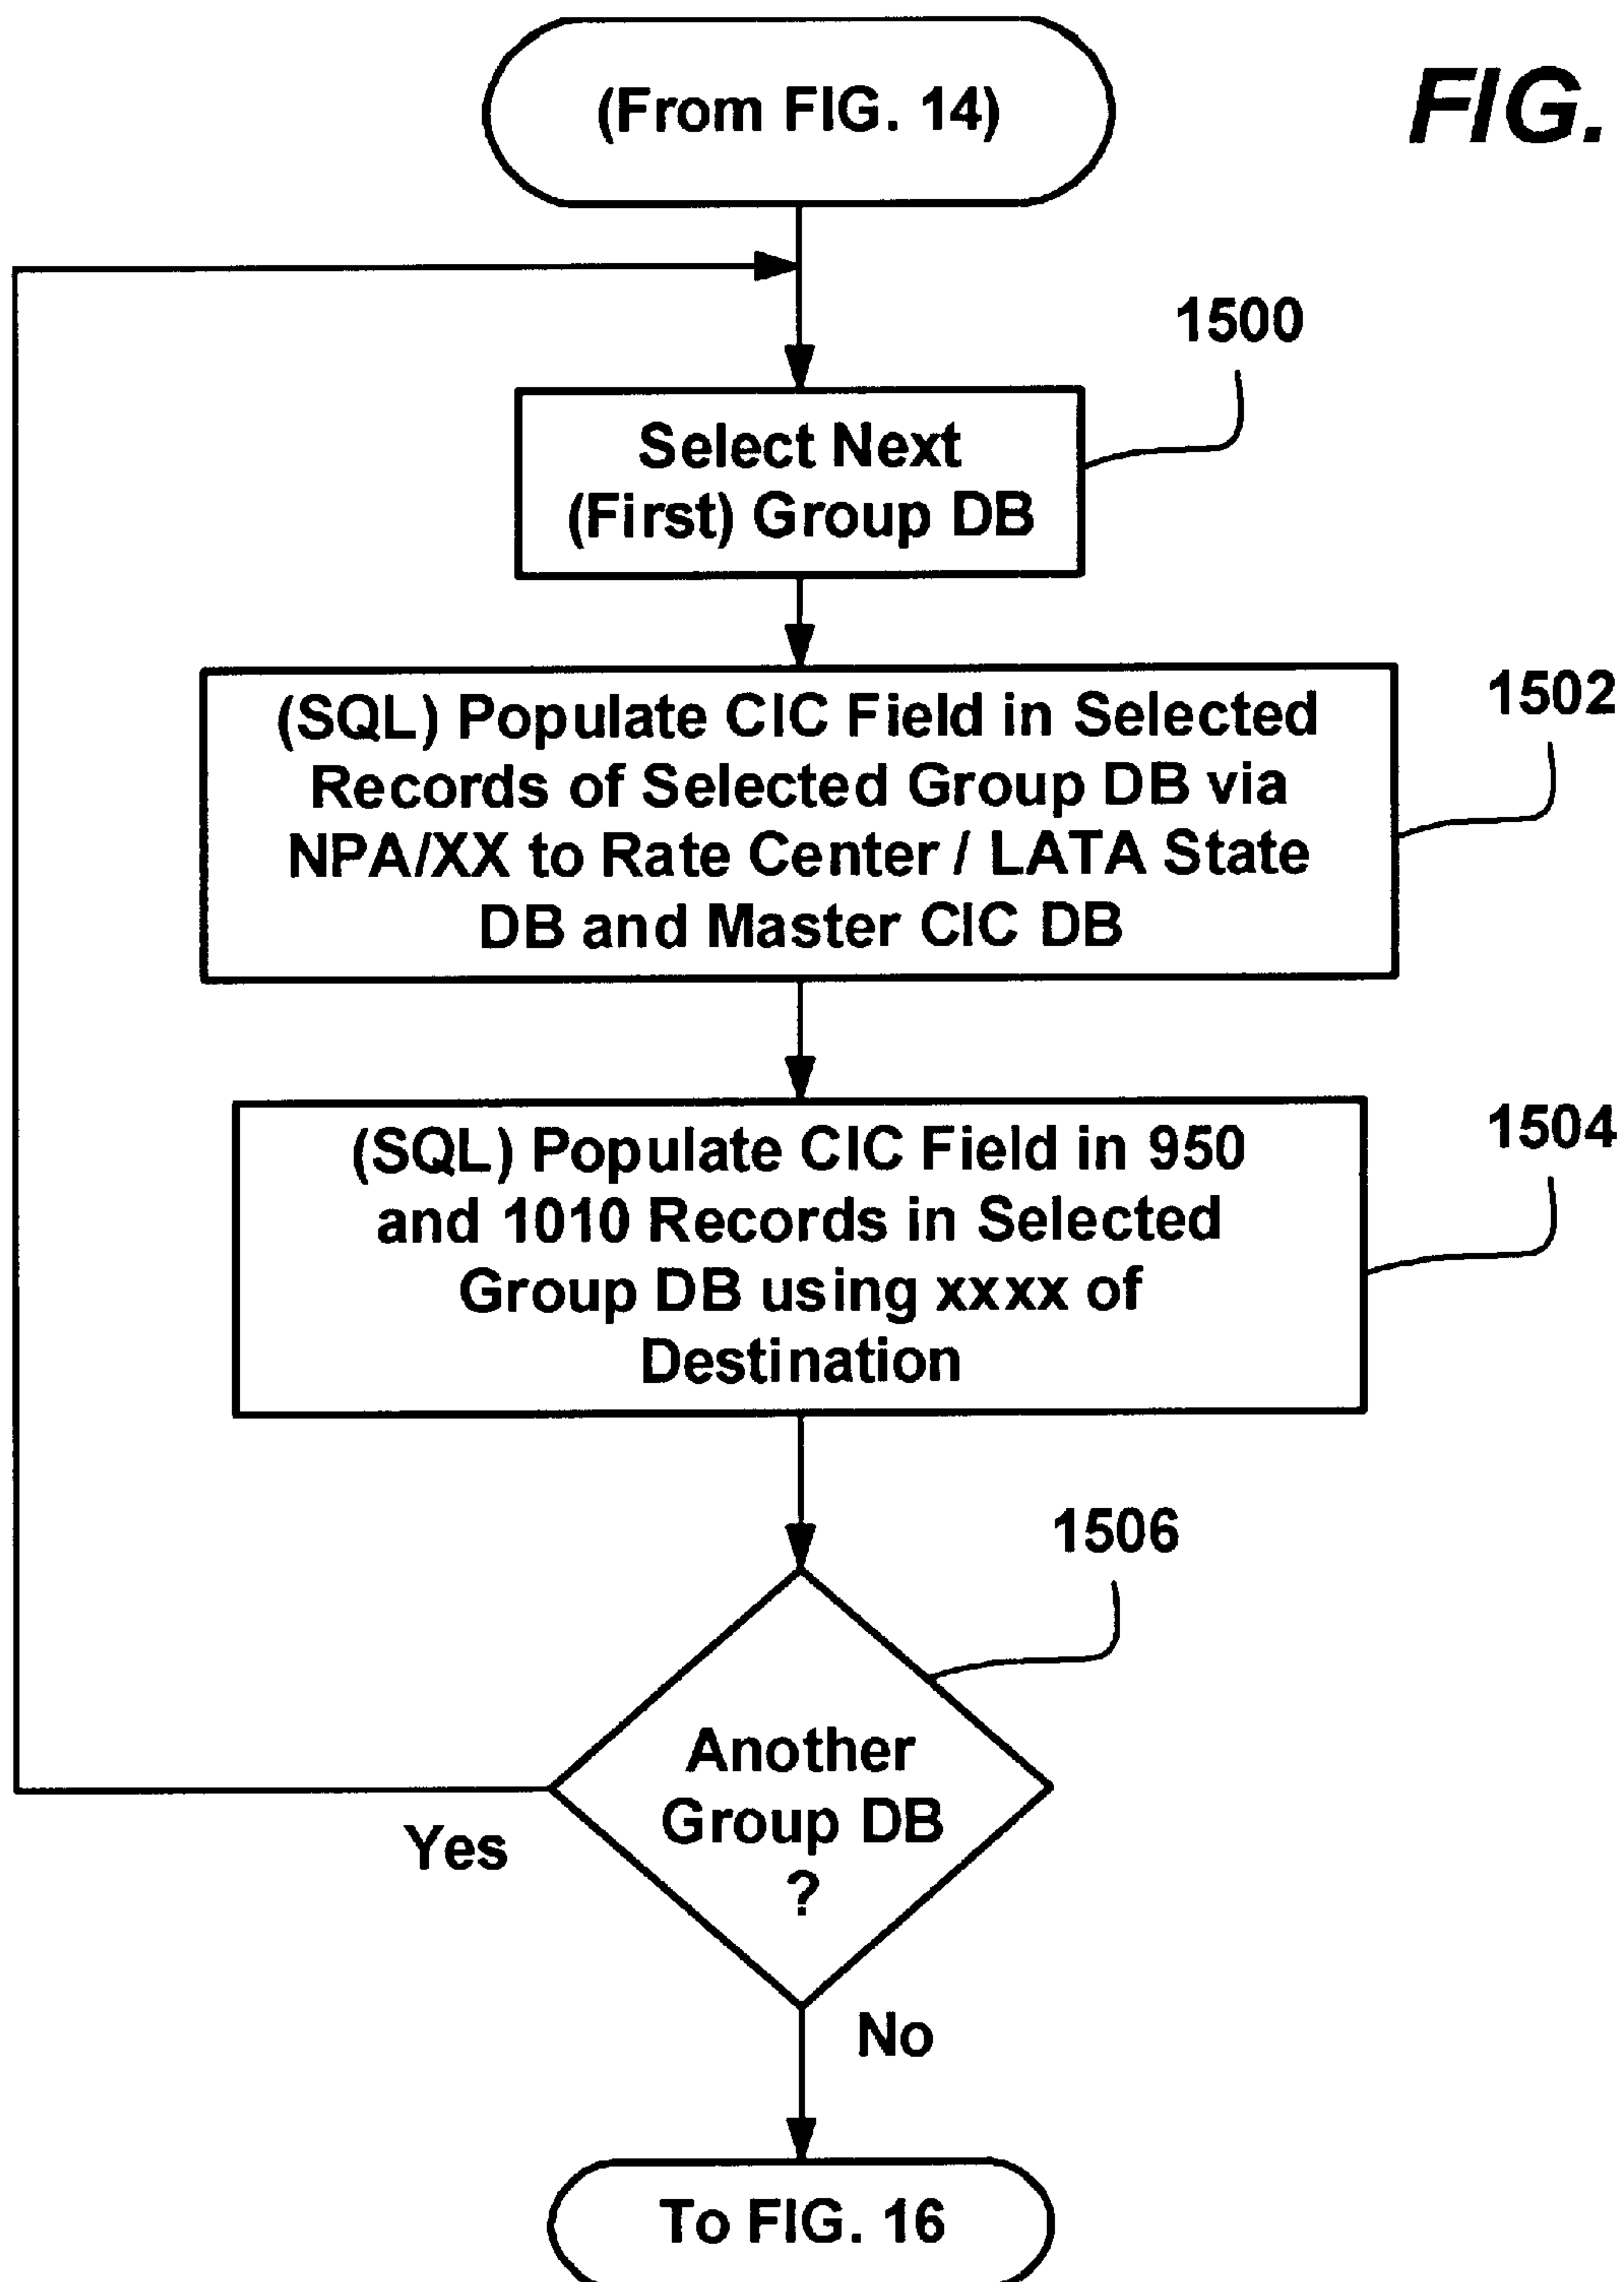 (From FIG. 14)
FIG.
1500
Select Next
(First) Group DB
1502
(SQL) Populate CIC Field in Selected
Records of Selected Group DB via
NPA/XX to Rate Center / LATA State
DB and Master CIC DB
1504
(SQL) Populate CIC Field in 950
and 1010 Records in Selected
Group DB using xxxx of
Destination
1506
Another
Group DB
?
Yes
No
To FIG. 16